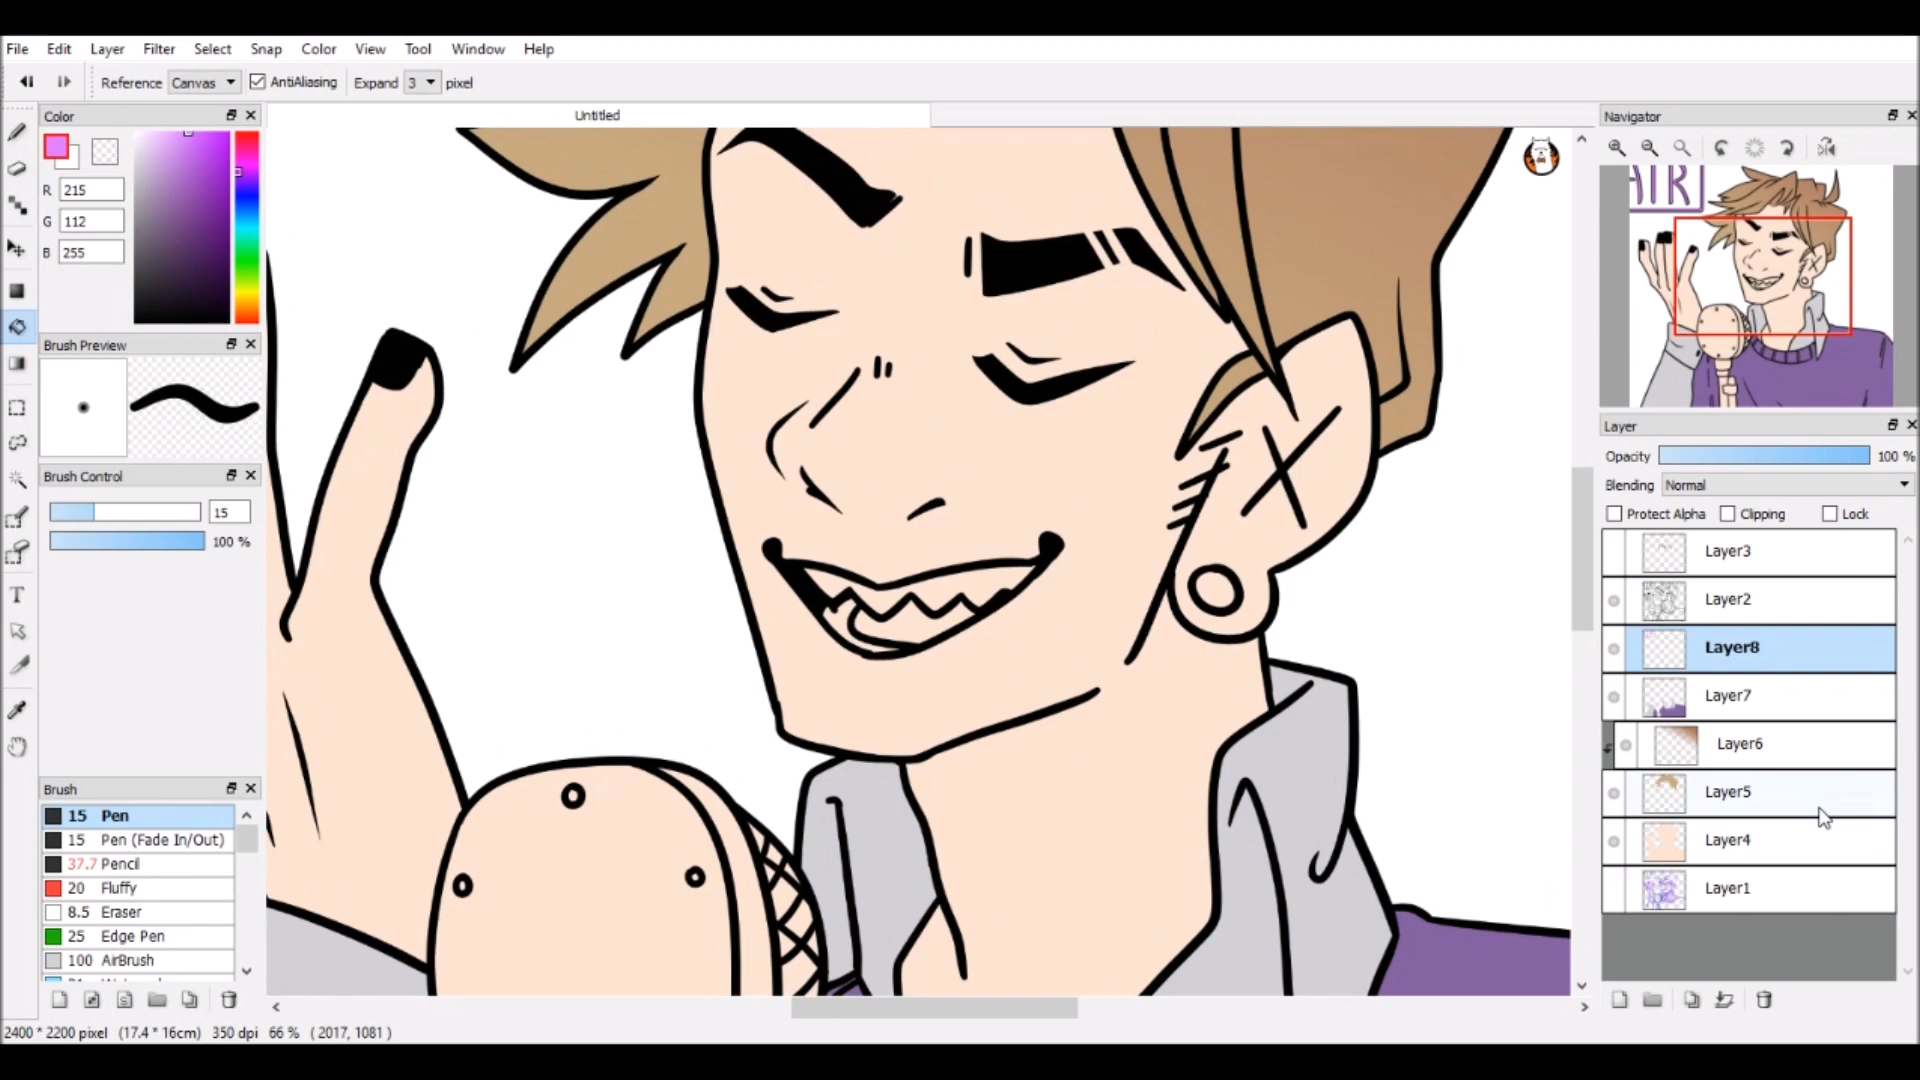 File Edit Layer Filter Select Snap Color View Tool Window Help
Reference Canvas AntiAliasing Expand 3 pixel
Color
Untitled
Navigator
R 215
G 112
B 255
AIR
Brush Preview
Layer
Opacity 100 %
Blending Normal
Protect Alpha Clipping Lock
Brush Control
15
100 %
Layer3
Layer2
Layer8
Layer7
Layer6
Layer5
Layer4
Layer1
Brush
15 Pen
15 Pen (Fade In/Out)
37.7 Pencil
20 Fluffy
8.5 Eraser
25 Edge Pen
100 AirBrush
T
2400 * 2200 pixel (17.4 * 16cm) 350 dpi 66 % ( 2017, 1081 )